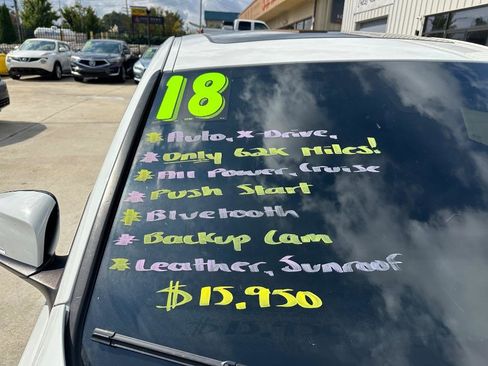 18
* Auto, X-Drive,
* Only 62K Miles!
* All Power, Cruise
* Push Start
* Bluetooth
* Backup Cam
* Leather, Sunroof
$15,950